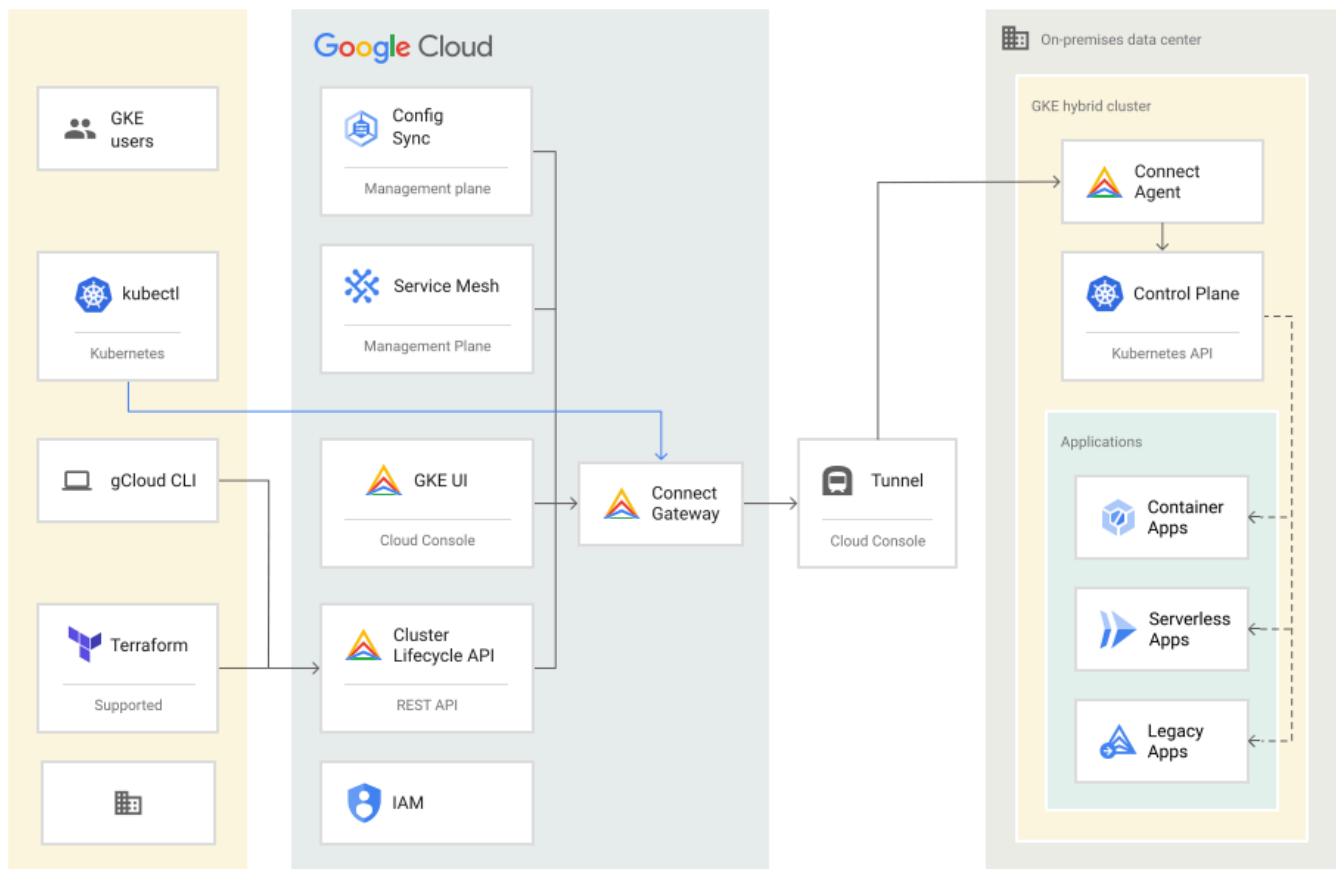 GKE
users
kubectl
Kubernetes
gCloud CLI
Terraform
Supported
Google Cloud
Config
Sync
Management plane
Service Mesh
Management Plane
GKE UI
Cloud Console
Cluster
Lifecycle API
REST API
IAM
Connect
Gateway
Tunnel
Cloud Console
On-premises data center
GKE hybrid cluster
Connect
Agent
Control Plane
Kubernetes API
Applications
Container
Apps
Serverless
Apps
Legacy
Apps